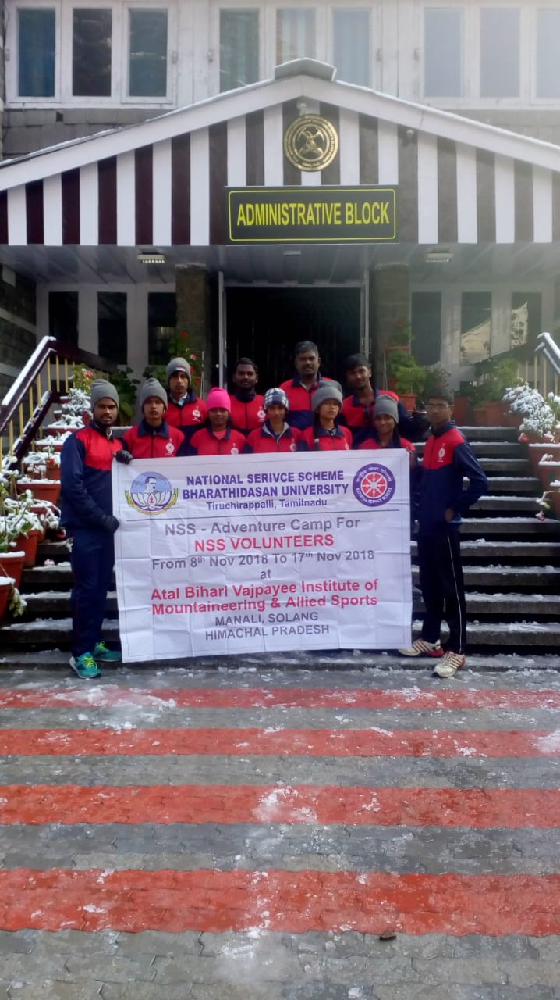 ADMINISTRATIVE BLOCK
NATIONAL SERIVCE SCHEME
BHARATHIDASAN UNIVERSITY
Tiruchirappalli, Tamilnadu
NSS - Adventure Camp For
NSS VOLUNTEERS
From 8th Nov 2018 To 17th Nov 2018
at
Atal Bihari Vajpayee Institute of
Mountaineering & Allied Sports
MANALI, SOLANG
HIMACHAL PRADESH